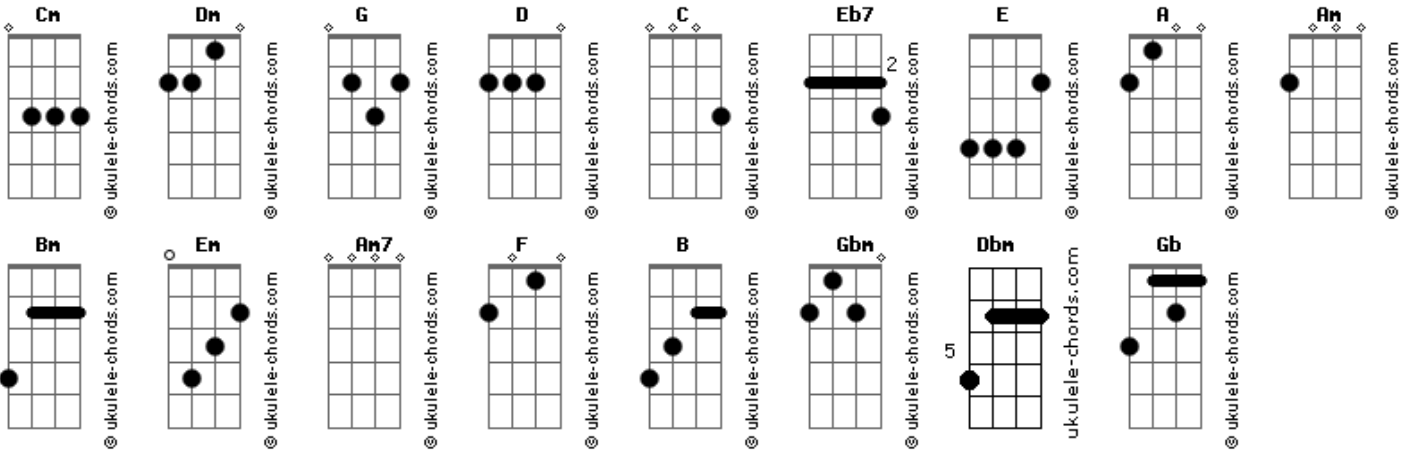 Cm Dm G D C Eb7 E A Am
2
© ukulele-chords.com © ukulele-chords.com © ukulele-chords.com © ukulele-chords.com © ukulele-chords.com © ukulele-chords.com © ukulele-chords.com © ukulele-chords.com © ukulele-chords.com
Bm Em Am7 F B Gbm Dbm Gb
5
© ukulele-chords.com © ukulele-chords.com © ukulele-chords.com © ukulele-chords.com © ukulele-chords.com © ukulele-chords.com ukulele-chords.com © ukulele-chords.com